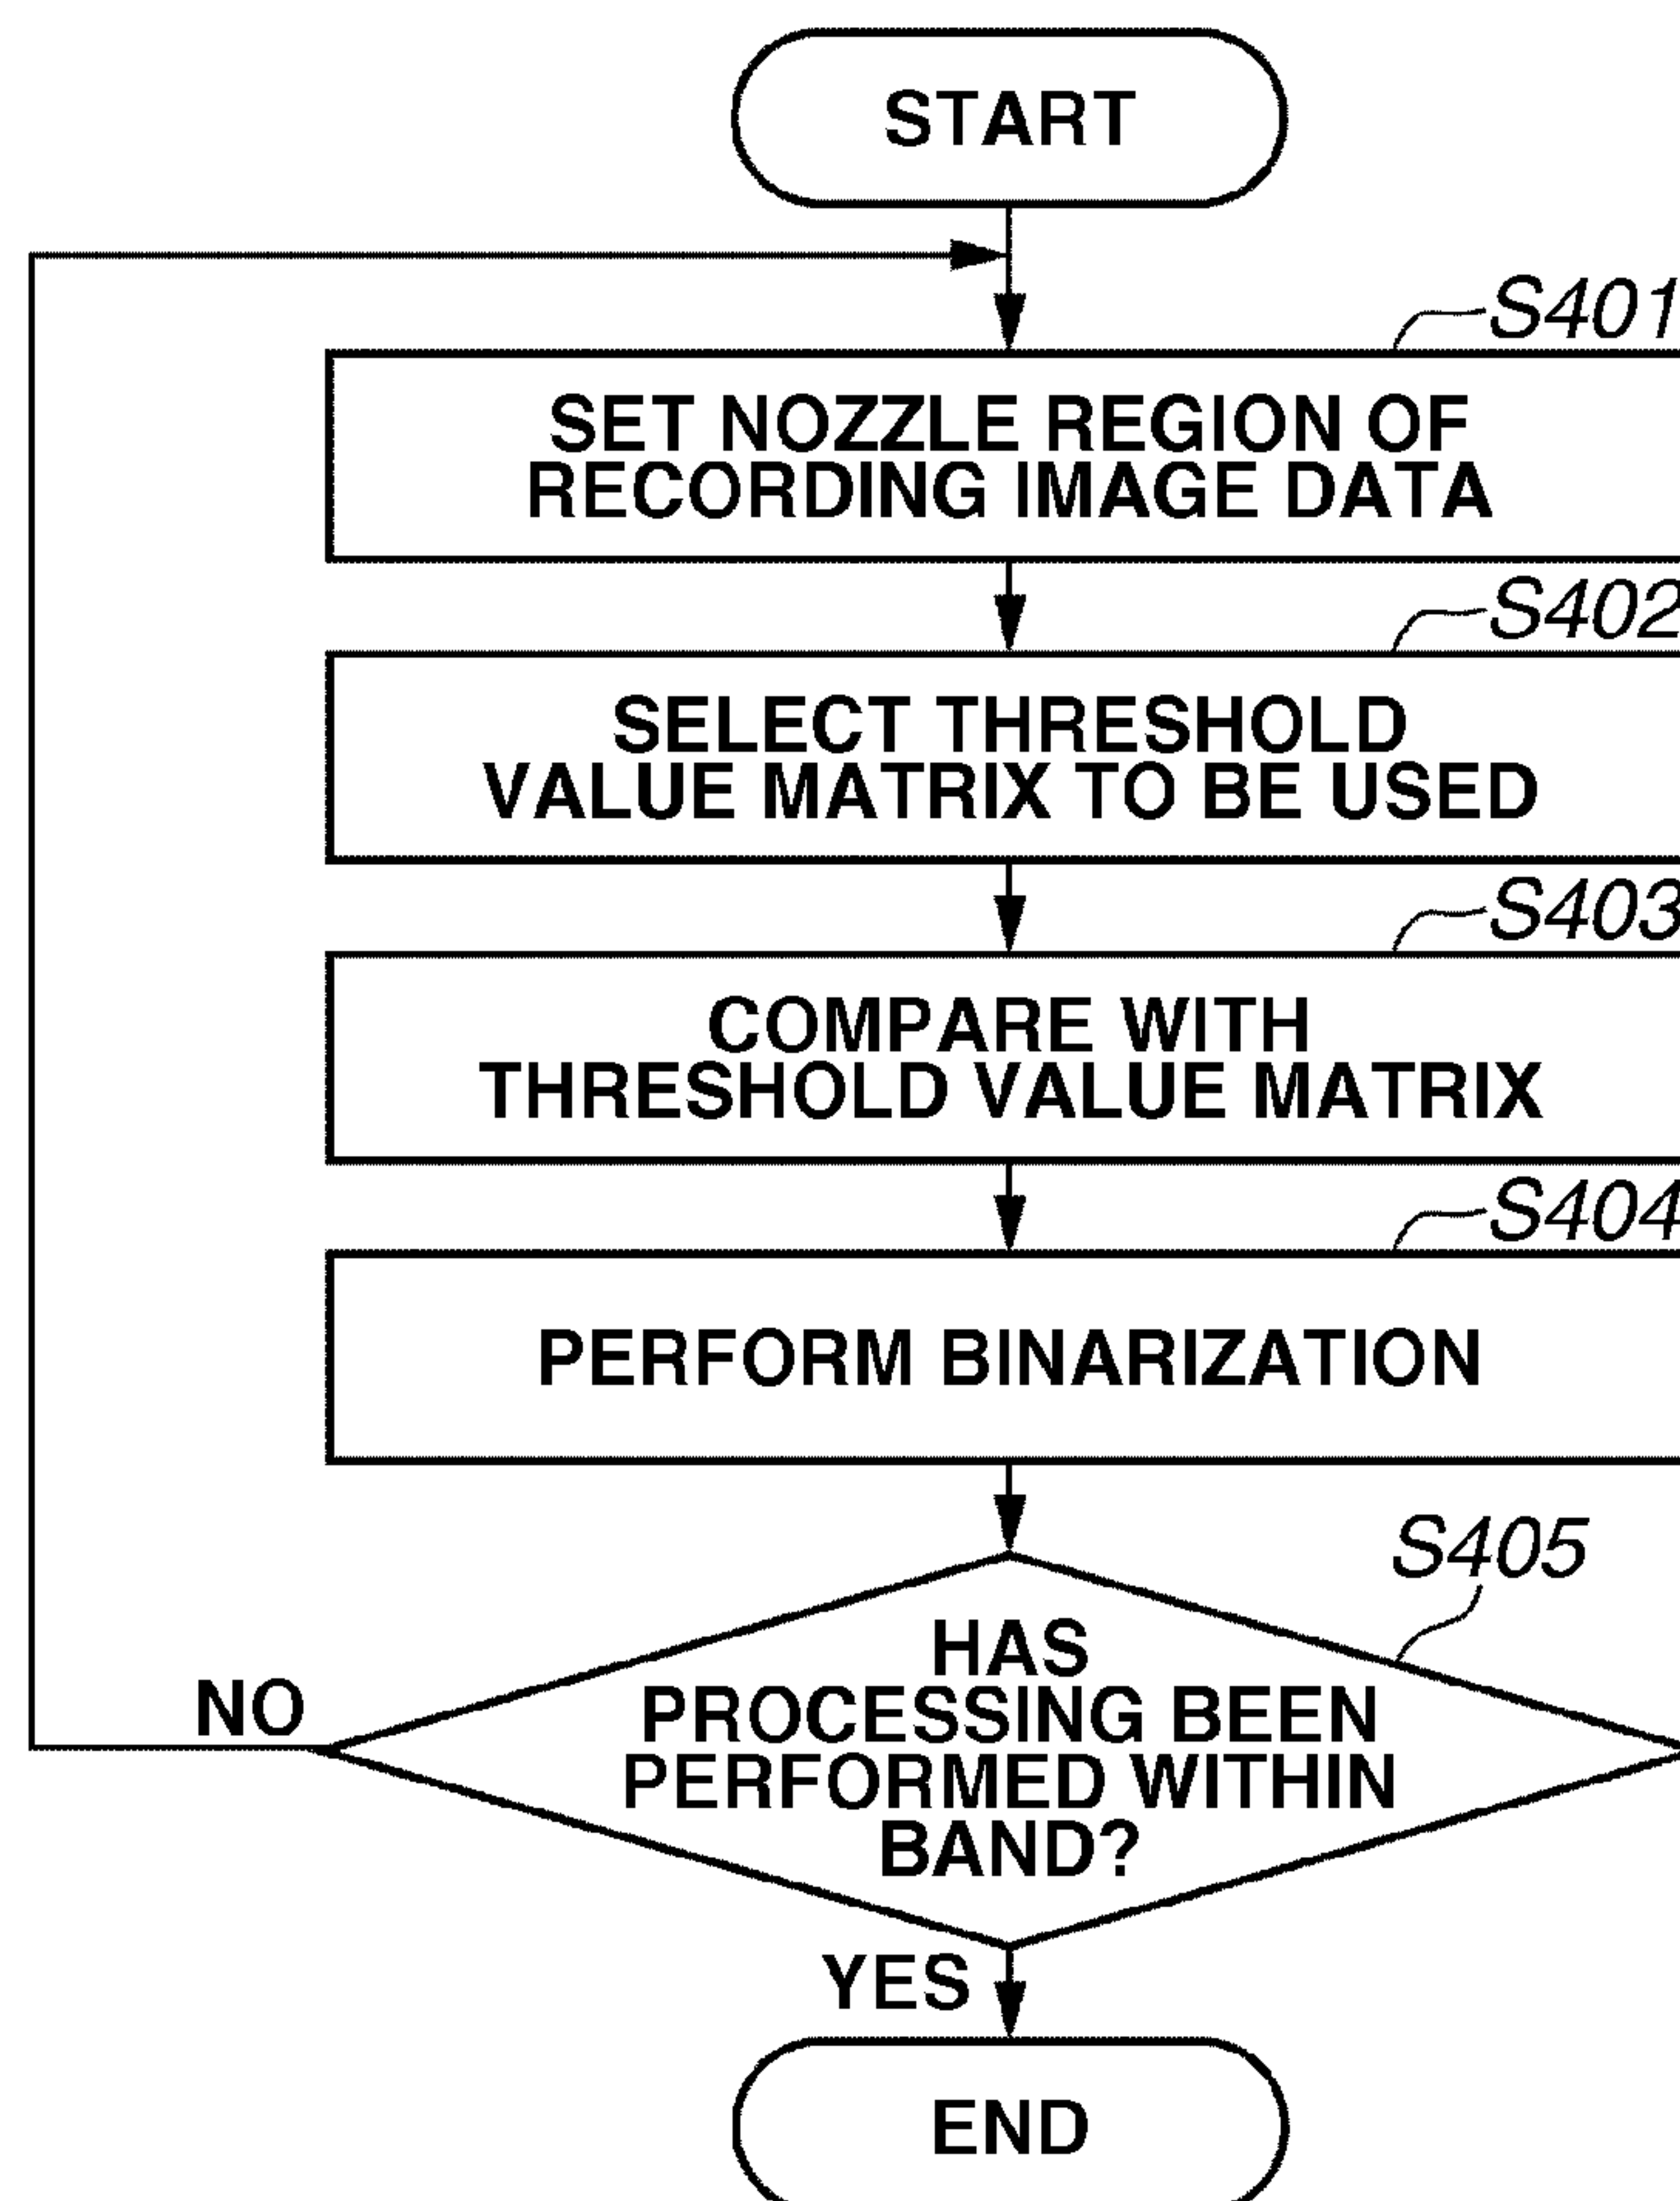 START
S401
SET NOZZLE REGION OF
RECORDING IMAGE DATA
S402
SELECT THRESHOLD
VALUE MATRIX TO BE USED
S403
COMPARE WITH
THRESHOLD VALUE MATRIX
S404
PERFORM BINARIZATION
S405
HAS
PROCESSING BEEN
PERFORMED WITHIN
BAND?
NO
YES
END